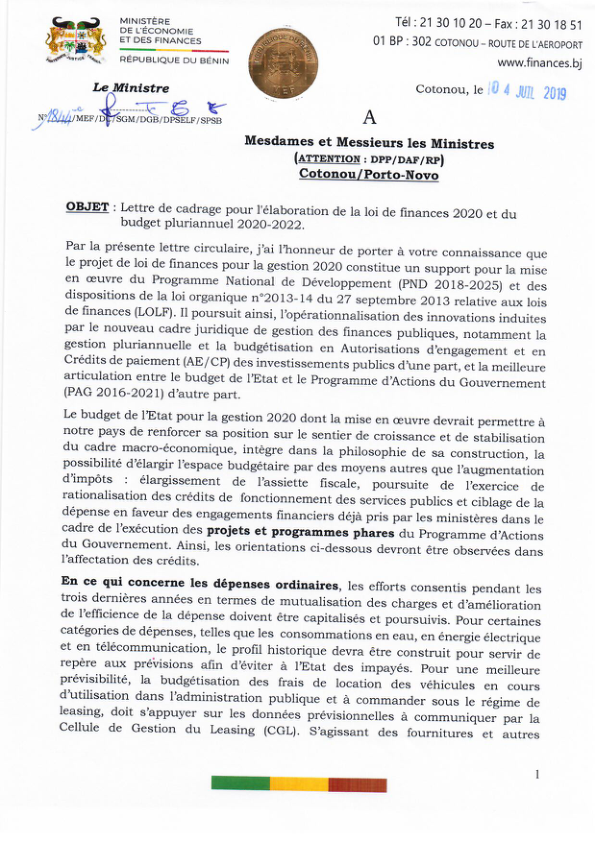 MINISTÈRE
DE L'ÉCONOMIE
ET DES FINANCES
RÉPUBLIQUE DU BÉNIN
Tél : 21 30 10 20 – Fax : 21 30 18 51
01 BP : 302 COTONOU – ROUTE DE L'AEROPORT
www.finances.bj
Le Ministre
Cotonou, le 04 JUIL 2019
N° 1844/MEF/DC/SGM/DGB/DPSELF/SPSB
A
Mesdames et Messieurs les Ministres
(ATTENTION : DPP/DAF/RP)
Cotonou/Porto-Novo
OBJET : Lettre de cadrage pour l'élaboration de la loi de finances 2020 et du
budget pluriannuel 2020-2022.
Par la présente lettre circulaire, j'ai l'honneur de porter à votre connaissance que
le projet de loi de finances pour la gestion 2020 constitue un support pour la mise
en œuvre du Programme National de Développement (PND 2018-2025) et des
dispositions de la loi organique n°2013-14 du 27 septembre 2013 relative aux lois
de finances (LOLF). Il poursuit ainsi, l'opérationnalisation des innovations induites
par le nouveau cadre juridique de gestion des finances publiques, notamment la
gestion pluriannuelle et la budgétisation en Autorisations d'engagement et en
Crédits de paiement (AE/CP) des investissements publics d'une part, et la meilleure
articulation entre le budget de l'Etat et le Programme d'Actions du Gouvernement
(PAG 2016-2021) d'autre part.
Le budget de l'Etat pour la gestion 2020 dont la mise en œuvre devrait permettre à
notre pays de renforcer sa position sur le sentier de croissance et de stabilisation
du cadre macro-économique, intègre dans la philosophie de sa construction, la
possibilité d'élargir l'espace budgétaire par des moyens autres que l'augmentation
d'impôts : élargissement de l'assiette fiscale, poursuite de l'exercice de
rationalisation des crédits de fonctionnement des services publics et ciblage de la
dépense en faveur des engagements financiers déjà pris par les ministères dans le
cadre de l'exécution des projets et programmes phares du Programme d'Actions
du Gouvernement. Ainsi, les orientations ci-dessous devront être observées dans
l'affectation des crédits.
En ce qui concerne les dépenses ordinaires, les efforts consentis pendant les
trois dernières années en termes de mutualisation des charges et d'amélioration
de l'efficience de la dépense doivent être capitalisés et poursuivis. Pour certaines
catégories de dépenses, telles que les consommations en eau, en énergie électrique
et en télécommunication, le profil historique devra être construit pour servir de
repère aux prévisions afin d'éviter à l'Etat des impayés. Pour une meilleure
prévisibilité, la budgétisation des frais de location des véhicules en cours
d'utilisation dans l'administration publique et à commander sous le régime de
leasing, doit s'appuyer sur les données prévisionnelles à communiquer par la
Cellule de Gestion du Leasing (CGL). S'agissant des fournitures et autres
1